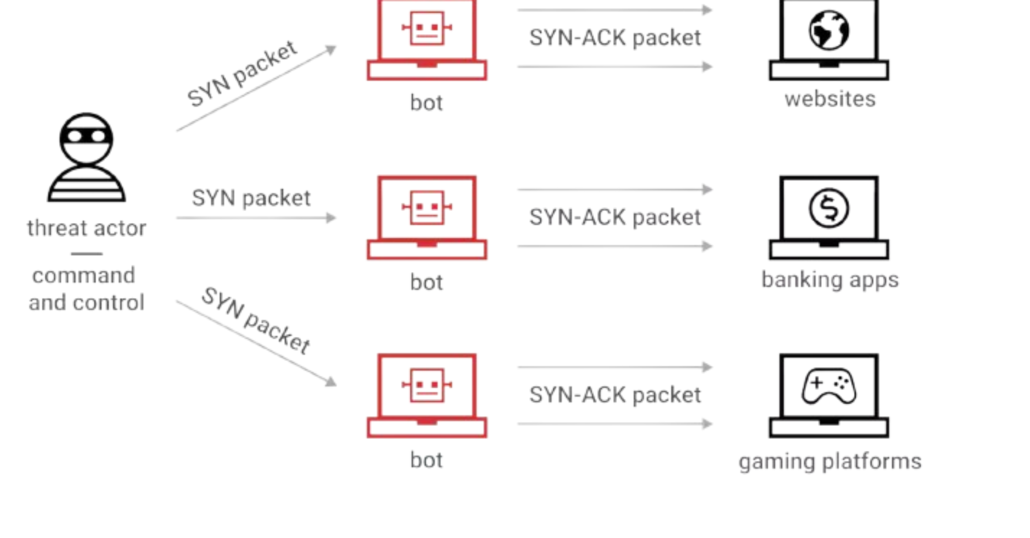 SYN packet
SYN-ACK packet
bot
websites
threat actor
command
and control
SYN packet
SYN-ACK packet
bot
banking apps
SYN packet
SYN-ACK packet
bot
gaming platforms